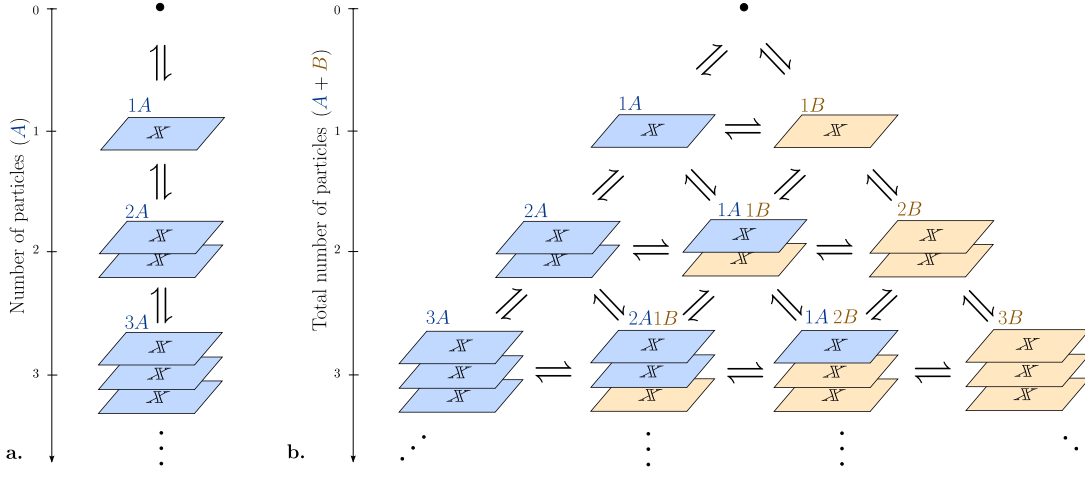 Number of particles (A)
0
1
2
3
1A
𝕏
2A
𝕏
𝕏
3A
𝕏
𝕏
𝕏
a.
Total number of particles (A + B)
0
1
2
3
1A 1B
𝕏 𝕏
2A 1A 1B 2B
𝕏 𝕏 𝕏
𝕏 𝕏 𝕏
3A 2A1B 1A 2B 3B
𝕏 𝕏 𝕏 𝕏
𝕏 𝕏 𝕏 𝕏
𝕏 𝕏 𝕏 𝕏
b.